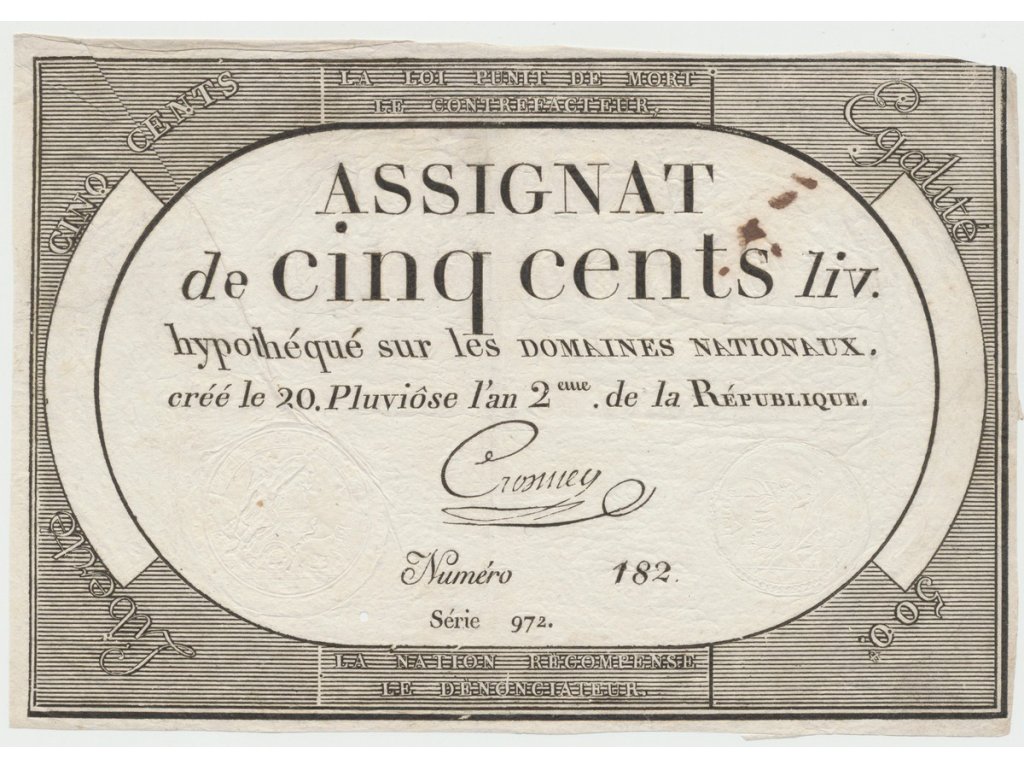 LA LOI PUNIT DE MORT
LE CONTREFACTEUR,
CINQ CENTS
Egalité
ASSIGNAT
de cinq cents liv.
hypothéqué sur les DOMAINES NATIONAUX.
créé le 20. Pluviôse l'an 2eme. de la RÉPUBLIQUE.
Numéro 182.
Série 972.
Liberté
500#
LA NATION RÉCOMPENSE
LE DÉNONCIATEUR.